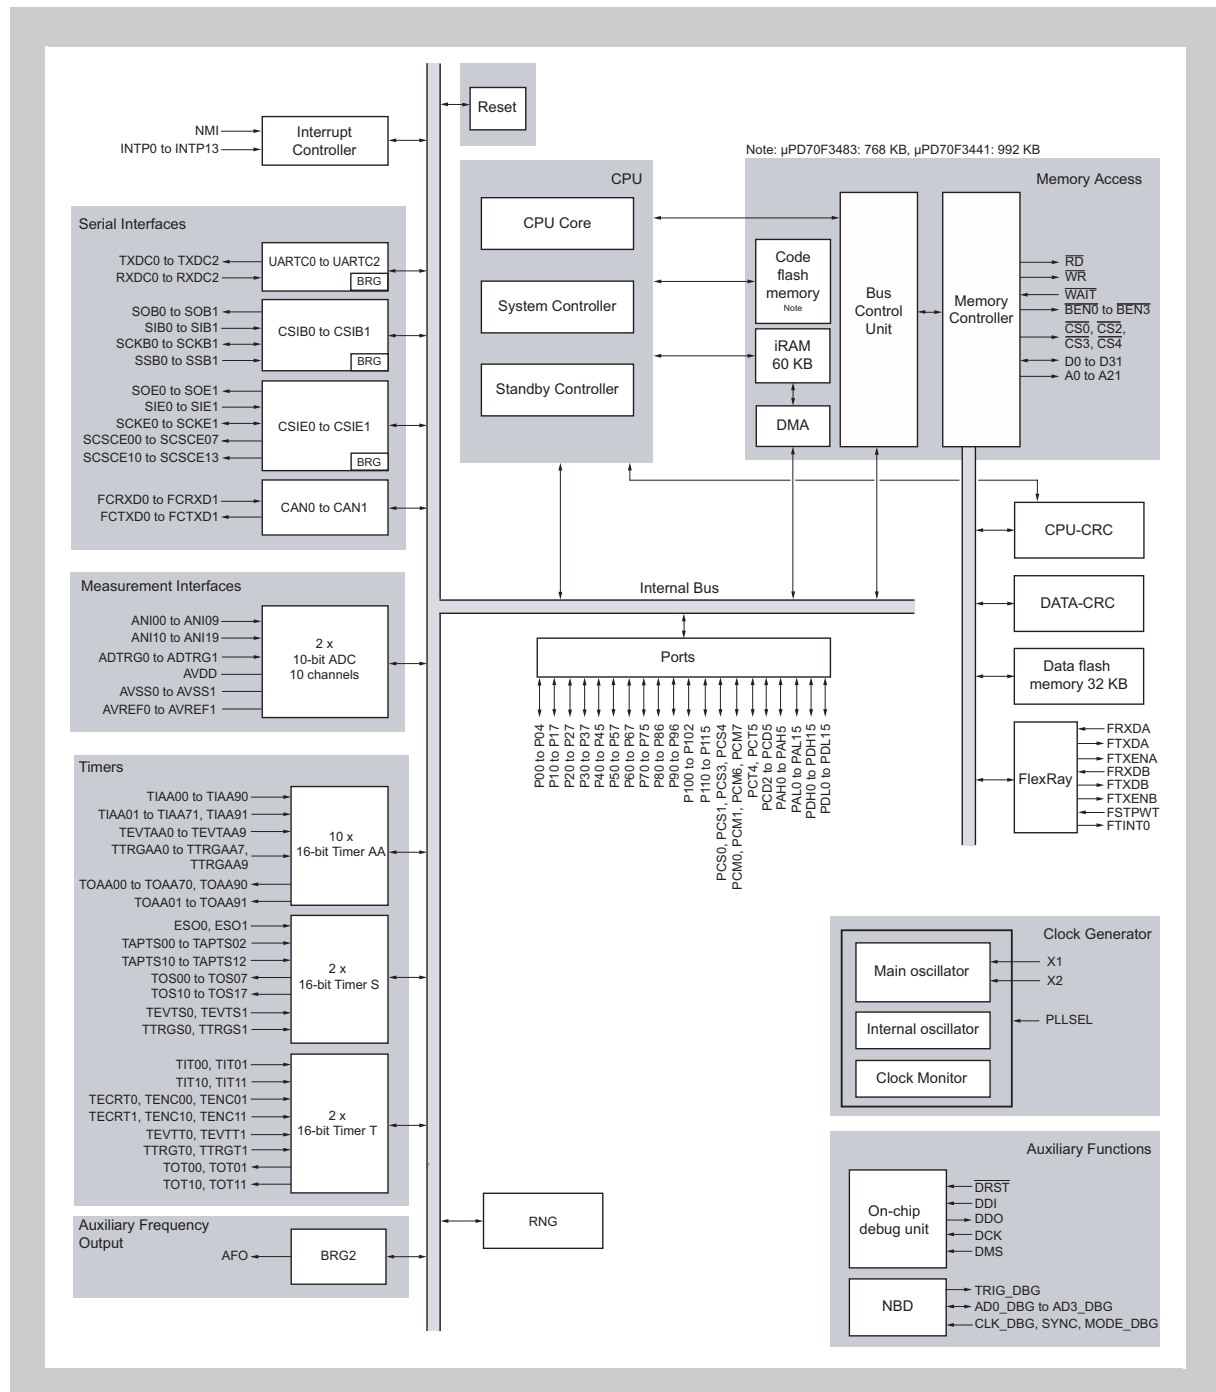 Reset
NMI
INTP0 to INTP13
Interrupt
Controller
Note: µPD70F3483: 768 KB, µPD70F3441: 992 KB
CPU
CPU Core
System Controller
Standby Controller
Memory Access
Code
flash
memory
Note
iRAM
60 KB
DMA
Bus
Control
Unit
Memory
Controller
RD
WR
WAIT
BEN0 to BEN3
CS0, CS2,
CS3, CS4
D0 to D31
A0 to A21
Serial Interfaces
TXDC0 to TXDC2
RXDC0 to RXDC2
UARTC0 to UARTC2
BRG
SOB0 to SOB1
SIB0 to SIB1
SCKB0 to SCKB1
SSB0 to SSB1
CSIB0 to CSIB1
BRG
SOE0 to SOE1
SIE0 to SIE1
SCKE0 to SCKE1
SCSCE00 to SCSCE07
SCSCE10 to SCSCE13
CSIE0 to CSIE1
BRG
FCRXD0 to FCRXD1
FCTXD0 to FCTXD1
CAN0 to CAN1
CPU-CRC
DATA-CRC
Data flash
memory 32 KB
FlexRay
FRXDA
FTXDA
FTXENA
FRXDB
FTXDB
FTXENB
FSTPWT
FTINT0
Measurement Interfaces
ANI00 to ANI09
ANI10 to ANI19
ADTRG0 to ADTRG1
AVDD
AVSS0 to AVSS1
AVREF0 to AVREF1
2 x
10-bit ADC
10 channels
Internal Bus
Ports
P00 to P04
P10 to P17
P20 to P27
P30 to P37
P40 to P45
P50 to P57
P60 to P67
P70 to P75
P80 to P86
P90 to P96
P100 to P102
P110 to P115
PCS0, PCS1, PCS3, PCS4
PCM0, PCM1, PCM6, PCM7
PCT4, PCT5
PCD2 to PCD5
PAH0 to PAH5
PAL0 to PAL15
PDH0 to PDH15
PDL0 to PDL15
Timers
TIAA00 to TIAA90
TIAA01 to TIAA71, TIAA91
TEVTAA0 to TEVTAA9
TTRGAA0 to TTRGAA7,
TTRGAA9
TOAA00 to TOAA70, TOAA90
TOAA01 to TOAA91
10 x
16-bit Timer AA
ESO0, ESO1
TAPTS00 to TAPTS02
TAPTS10 to TAPTS12
TOS00 to TOS07
TOS10 to TOS17
TEVTS0, TEVTS1
TTRGS0, TTRGS1
2 x
16-bit Timer S
TIT00, TIT01
TIT10, TIT11
TECRT0, TENC00, TENC01
TECRT1, TENC10, TENC11
TEVTT0, TEVTT1
TTRGT0, TTRGT1
TOT00, TOT01
TOT10, TOT11
2 x
16-bit Timer T
Auxiliary Frequency
Output
AFO
BRG2
RNG
Clock Generator
Main oscillator
Internal oscillator
Clock Monitor
X1
X2
PLLSEL
Auxiliary Functions
On-chip
debug unit
DRST
DDI
DDO
DCK
DMS
NBD
TRIG_DBG
AD0_DBG to AD3_DBG
CLK_DBG, SYNC, MODE_DBG